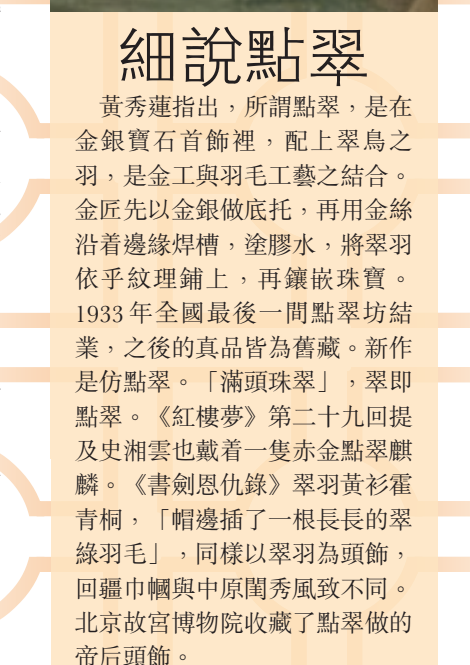 細說點翠
黃秀蓮指出，所謂點翠，是在
金銀寶石首飾裡，配上翠鳥之
羽，是金工與羽毛工藝之結合。
金匠先以金銀做底托，再用金絲
沿着邊緣焊槽，塗膠水，將翠羽
依乎紋理鋪上，再鑲嵌珠寶。
1933年全國最後一間點翠坊結
業，之後的真品皆為舊藏。新作
是仿點翠。「滿頭珠翠」，翠即
點翠。《紅樓夢》第二十九回提
及史湘雲也戴着一隻赤金點翠麒
麟。《書劍恩仇錄》翠羽黃衫霍
青桐，「帽邊插了一根長長的翠
綠羽毛」，同樣以翠羽為頭飾，
回疆巾幗與中原閨秀風致不同。
北京故宮博物院收藏了點翠做的
帝后頭飾。